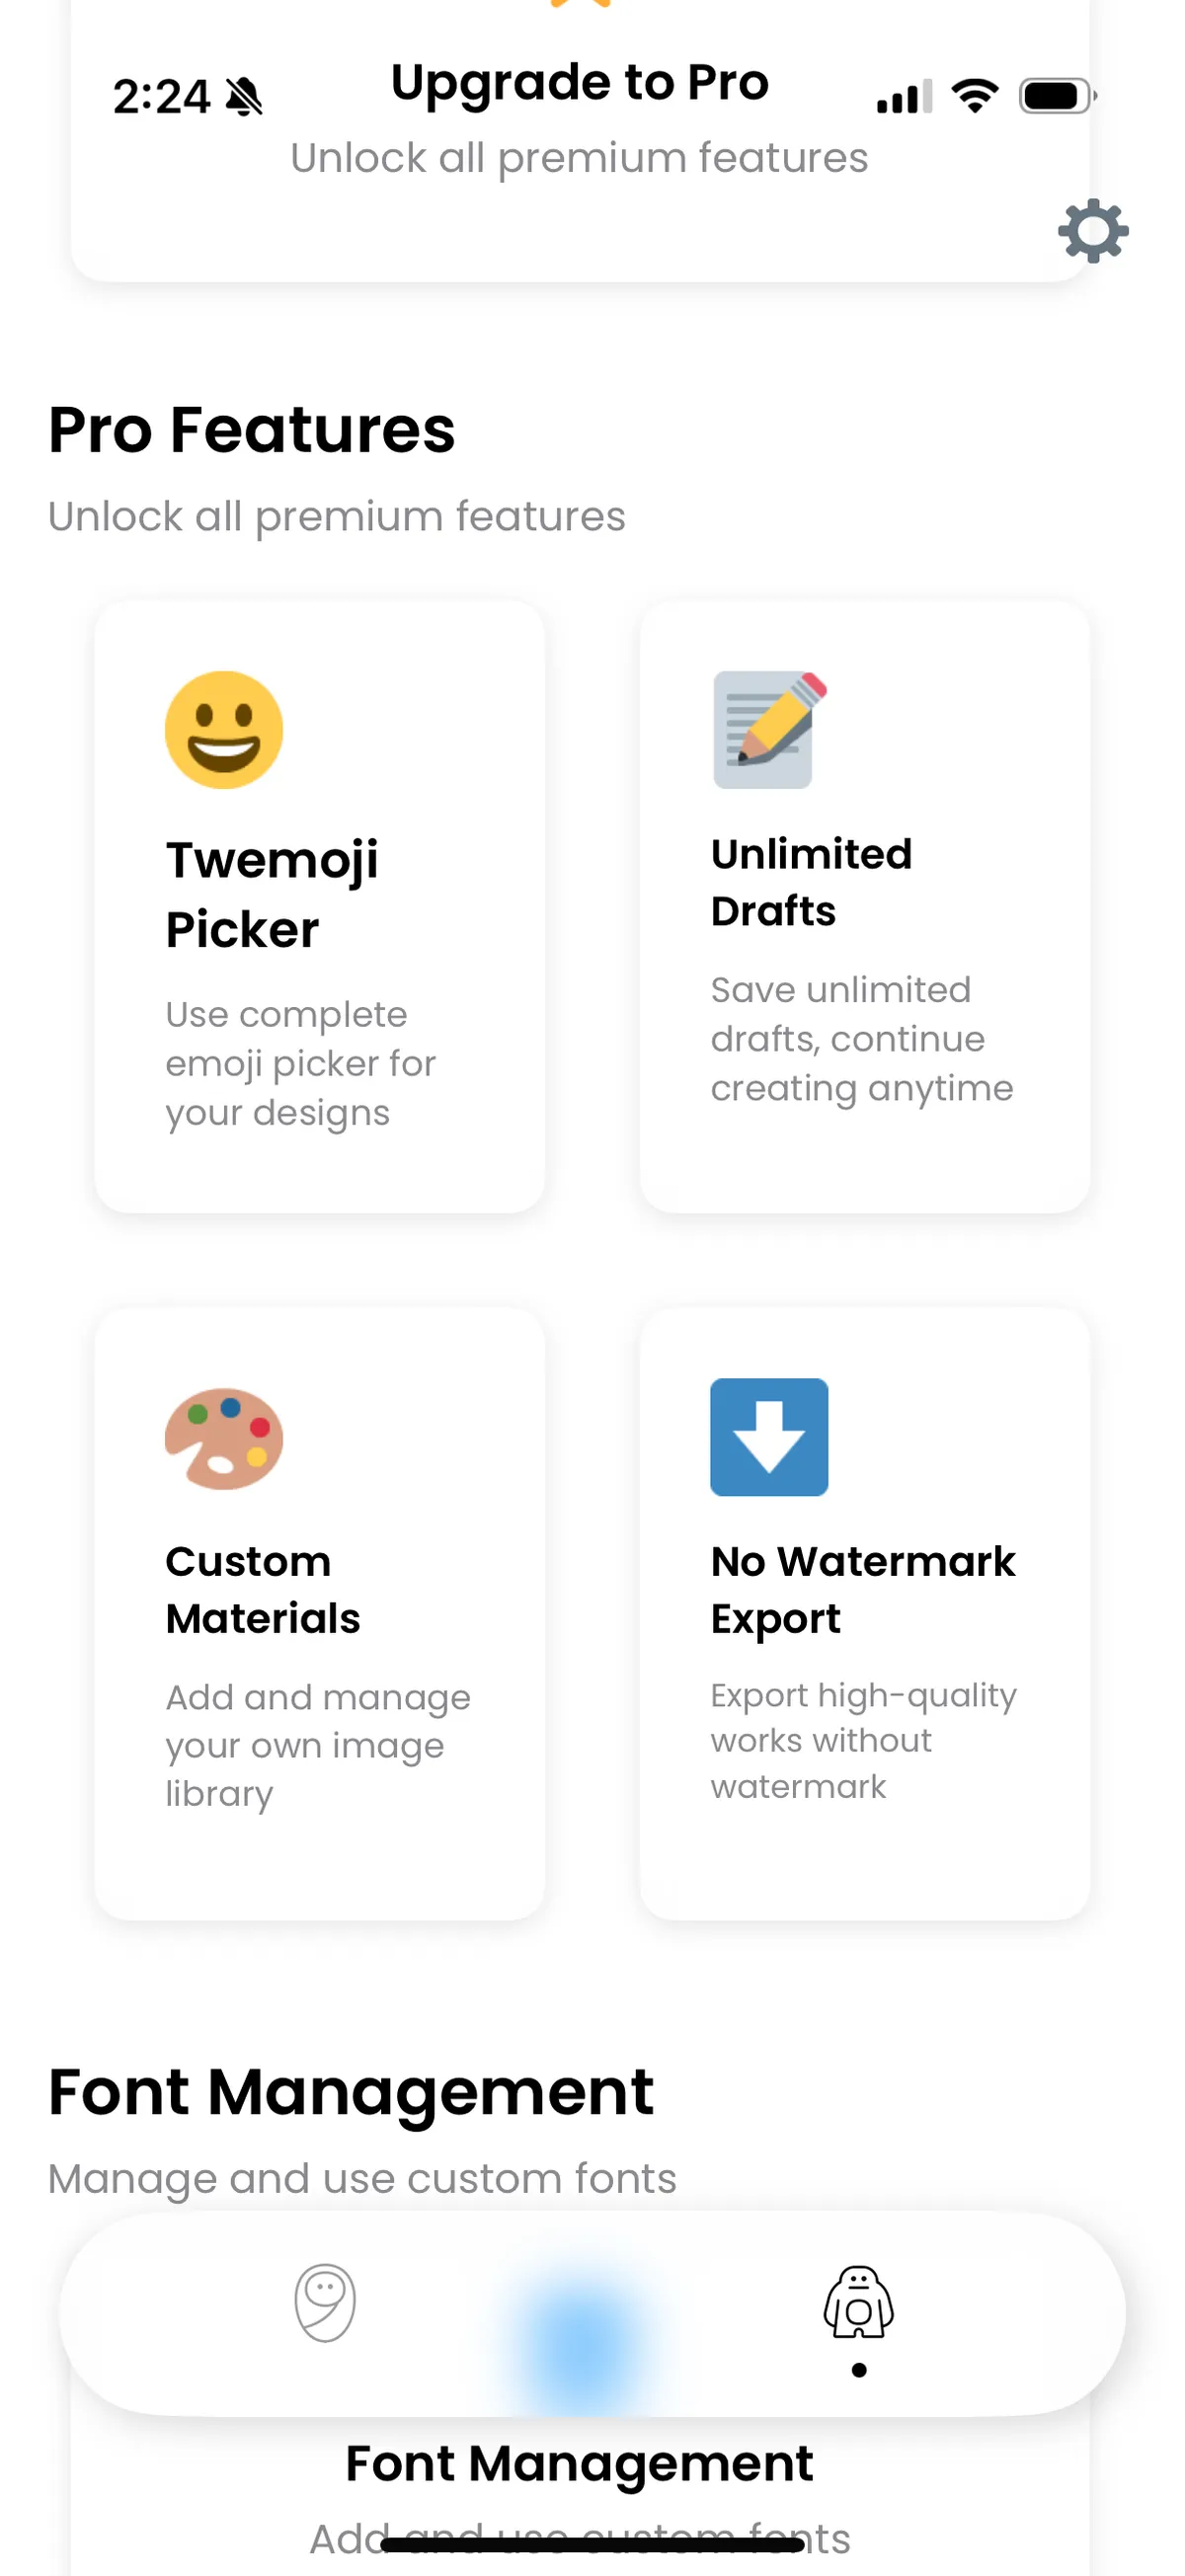 2:24
Upgrade to Pro
Unlock all premium features
Pro Features
Unlock all premium features
Twemoji
Picker
Use complete
emoji picker for
your designs
Unlimited
Drafts
Save unlimited
drafts, continue
creating anytime
Custom
Materials
Add and manage
your own image
library
No Watermark
Export
Export high-quality
works without
watermark
Font Management
Manage and use custom fonts
Font Management
Add and use custom fonts